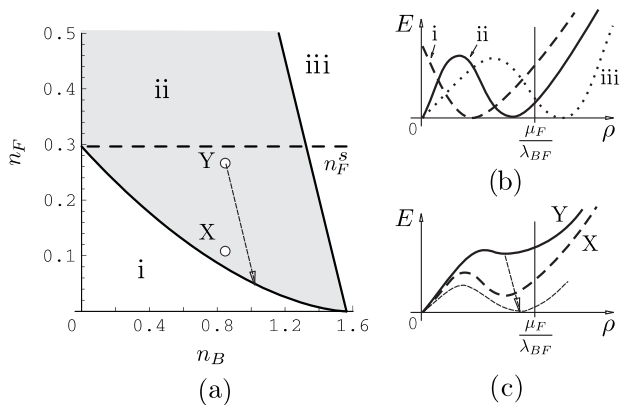 0.5
0.4
0.3
0.2
0.1
n_F
ii
iii
i
Y
X
n_F^s
0
0.4
0.8
1.2
1.6
n_B
(a)
E
i
ii
iii
0
μ_F
λ_BF
ρ
(b)
E
Y
X
0
μ_F
λ_BF
ρ
(c)